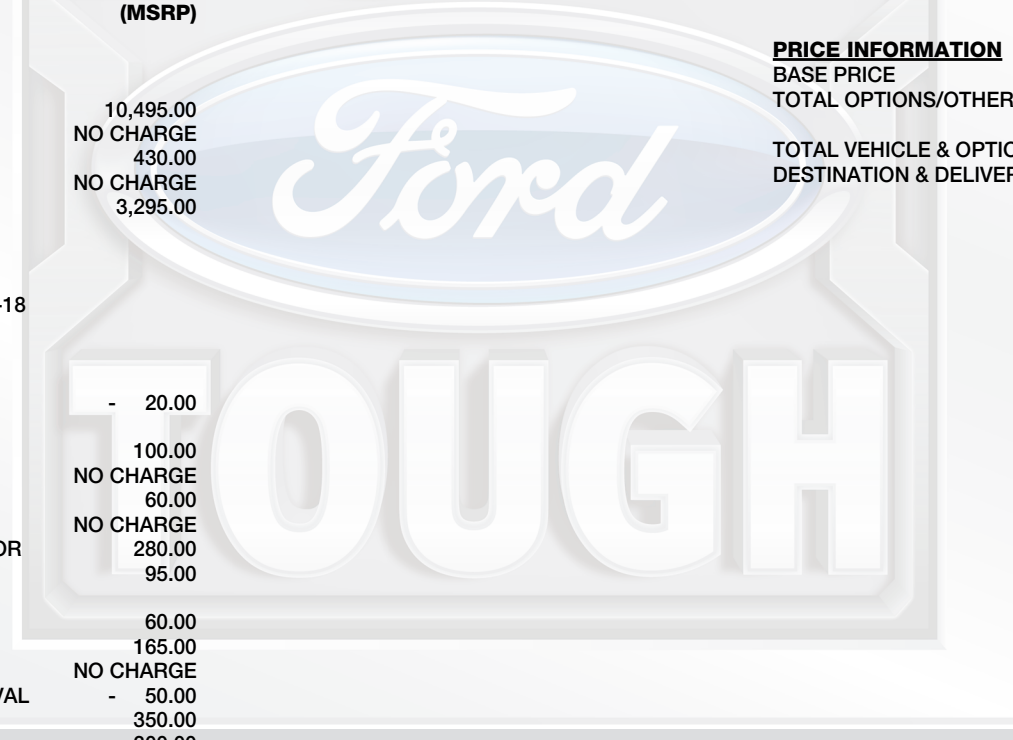 (MSRP)
PRICE INFORMATION
BASE PRICE
TOTAL OPTIONS/OTHER
TOTAL VEHICLE & OPTIO
DESTINATION & DELIVER
10,495.00
NO CHARGE
430.00
NO CHARGE
3,295.00
Ford
-18
TOUGH
- 20.00
100.00
NO CHARGE
60.00
NO CHARGE
OR 280.00
95.00
60.00
165.00
NO CHARGE
VAL - 50.00
350.00